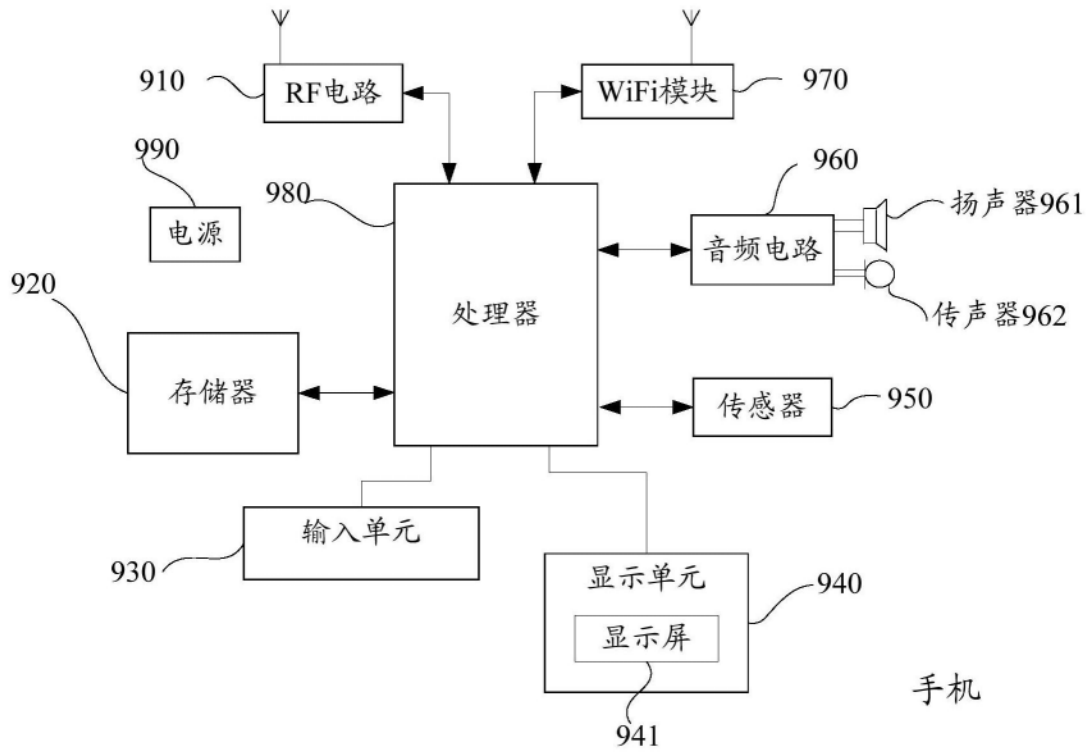 910
RF电路
WiFi模块
970
990
电源
980
960
音频电路
扬声器961
传声器962
920
存储器
处理器
传感器
950
930
输入单元
显示单元
显示屏
940
941
手机